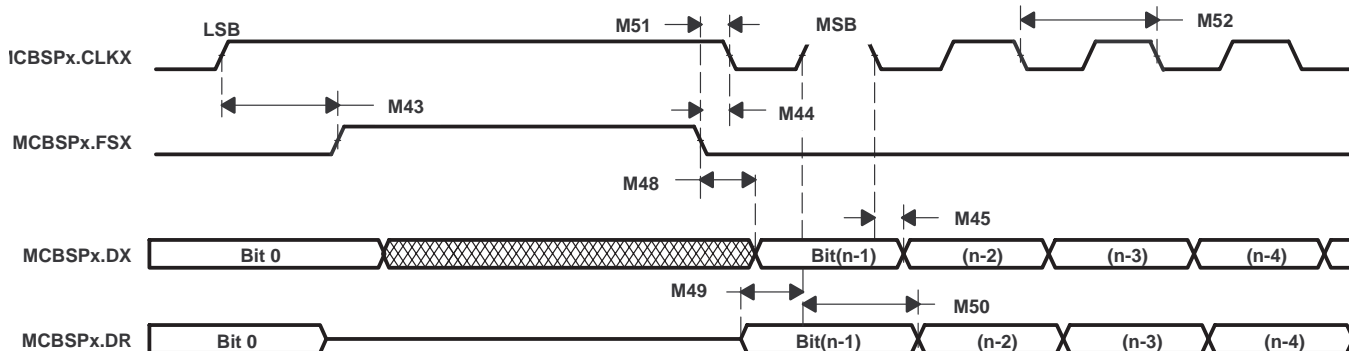 LSB
M51
MSB
M52
MCBSPx.CLKX
M43
M44
MCBSPx.FSX
M48
M45
MCBSPx.DX
Bit 0
Bit(n-1)
(n-2)
(n-3)
(n-4)
M49
M50
MCBSPx.DR
Bit 0
Bit(n-1)
(n-2)
(n-3)
(n-4)